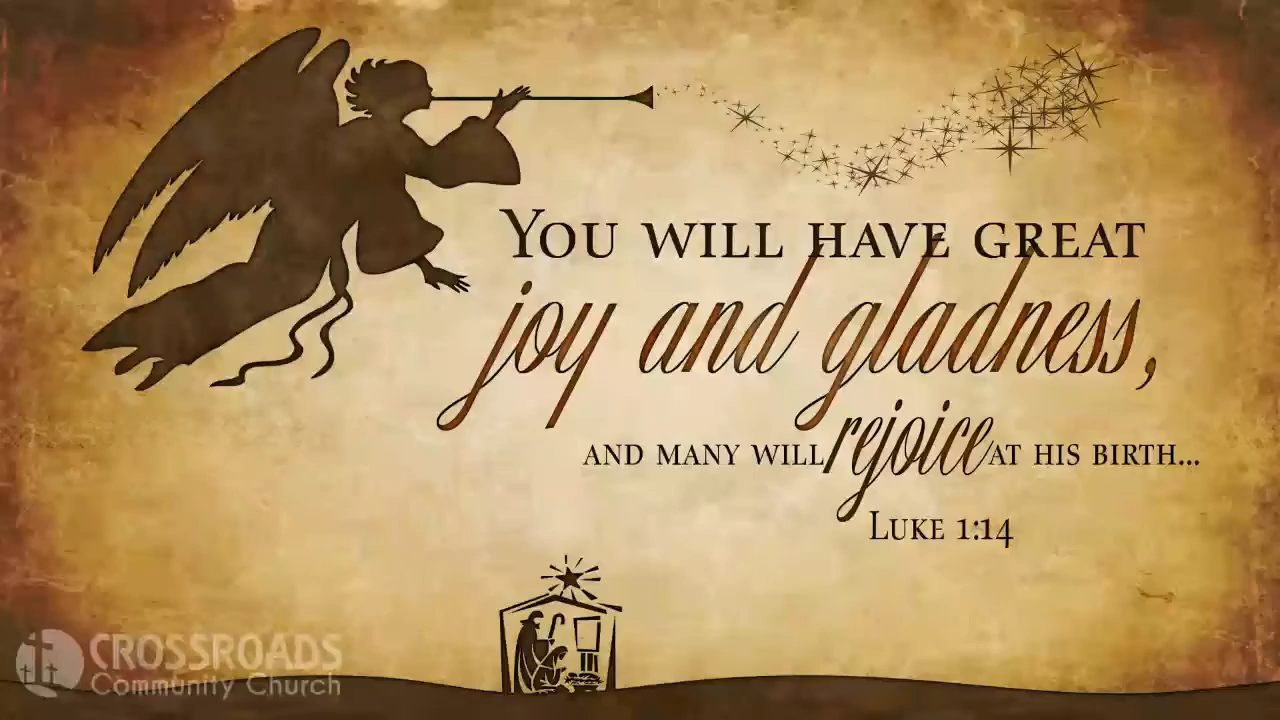 You will have great
joy and gladness,
and many will rejoice at his birth...
Luke 1:14
CROSSROADS
Community Church